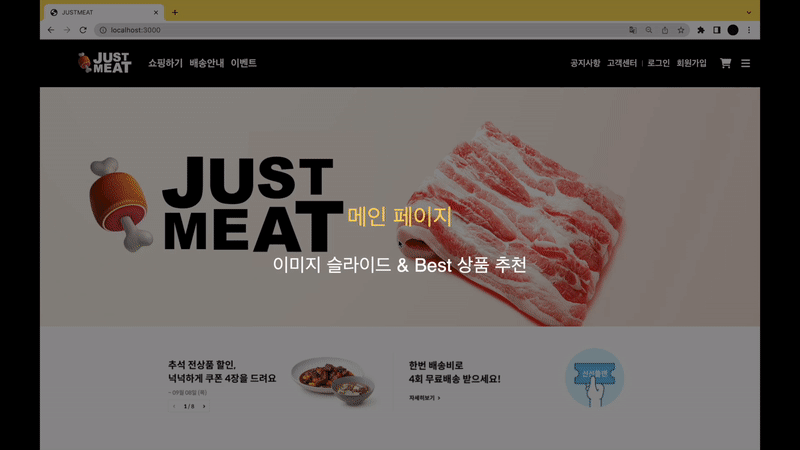 JUSTMEAT
localhost:3000
JUST
MEAT
쇼핑하기 배송안내 이벤트
공지사항 고객센터 | 로그인 회원가입
JUST
MEAT
메인 페이지
이미지 슬라이드 & Best 상품 추천
추석 전상품 할인,
넉넉하게 쿠폰 4장을 드려요
~ 09월 08일 (목)
< 1 / 8 >
한번 배송비로
4회 무료배송 받으세요!
자세히보기 >